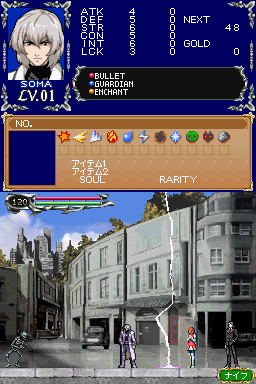 ATK 4 0
DEF 5 0 NEXT
STR 6 0 48
CON 5 0
INT 6 0 GOLD
LCK 3 0 0
SOMA
LV.01
BULLET
GUARDIAN
ENCHANT
NO.
アイテム1
アイテム2
SOUL RARITY
120
ナイフ